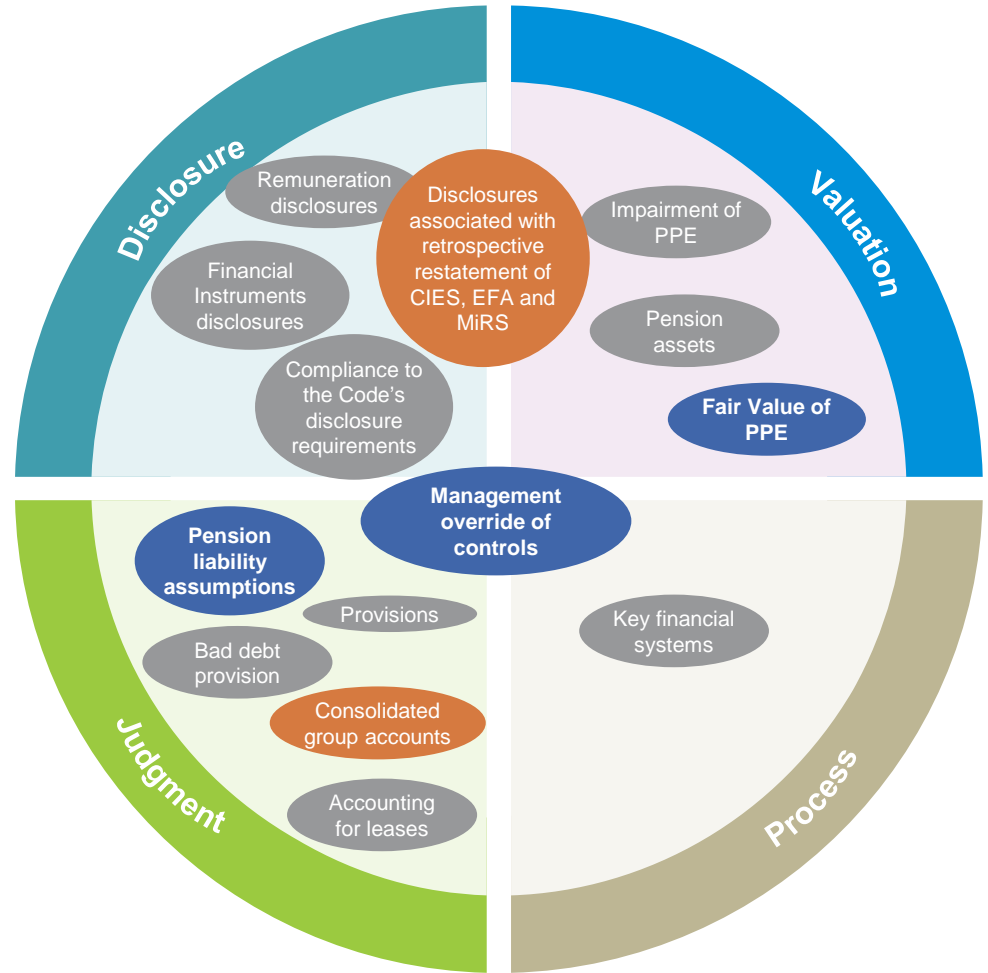 Disclosure
Remuneration
disclosures
Financial
Instruments
disclosures
Compliance to
the Code’s
disclosure
requirements
Disclosures
associated with
retrospective
restatement of
CIES, EFA and
MiRS
Valuation
Impairment of
PPE
Pension
assets
Fair Value of
PPE
Management
override of
controls
Judgment
Pension
liability
assumptions
Provisions
Bad debt
provision
Consolidated
group accounts
Accounting
for leases
Process
Key financial
systems